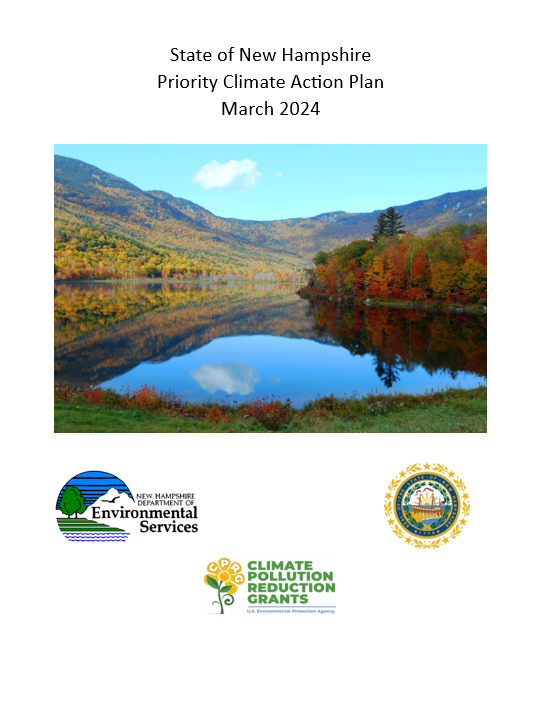 State of New Hampshire
Priority Climate Action Plan
March 2024
NEW HAMPSHIRE
DEPARTMENT OF
Environmental
Services
CPRG
CLIMATE
POLLUTION
REDUCTION
GRANTS
U.S. Environmental Protection Agency